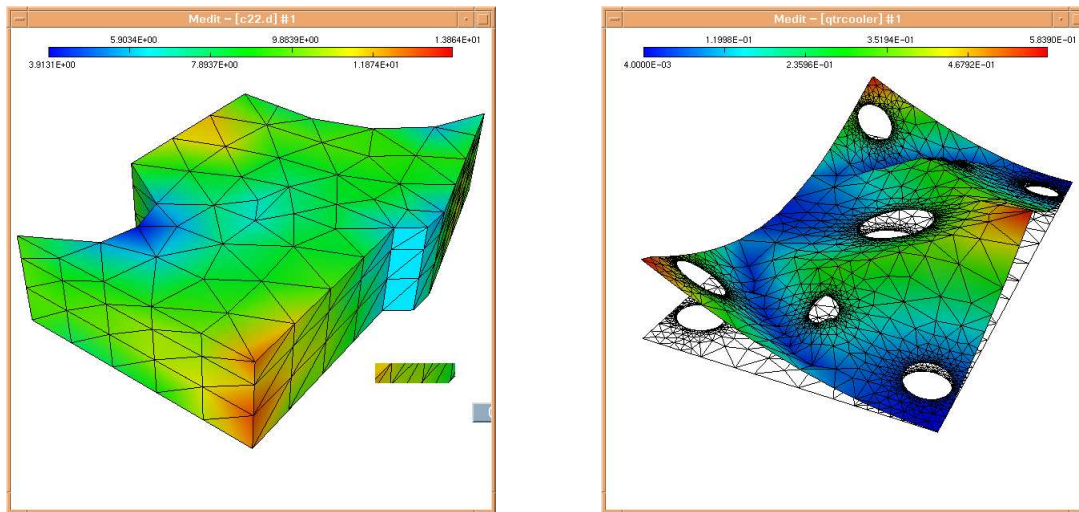 Medit – [c22.d] #1
5.9034E+00 9.8839E+00 1.3864E+01
3.9131E+00 7.8937E+00 1.1874E+01
Medit – [qtrcooler] #1
1.1998E–01 3.5194E–01 5.8390E–01
4.0000E–03 2.3596E–01 4.6792E–01